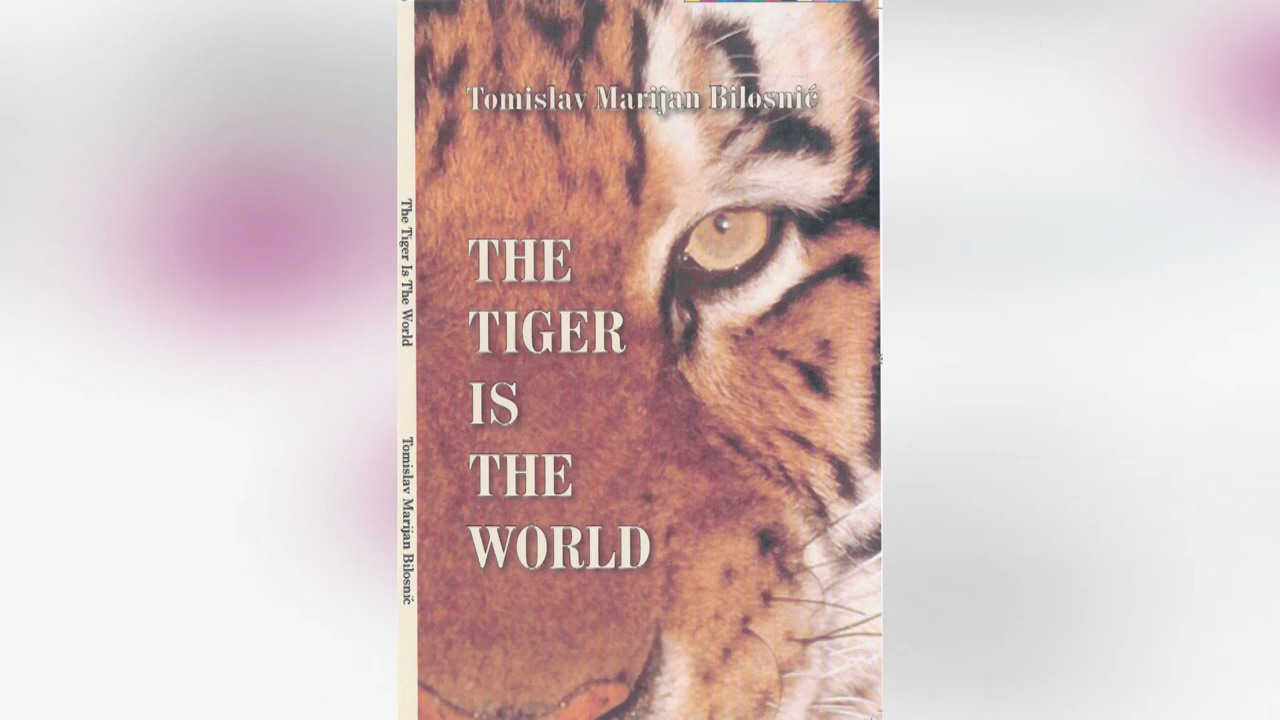 Tomislav Marijan Bilosnić
THE
TIGER
IS
THE
WORLD
The Tiger Is The World
Tomislav Marijan Bilosnić